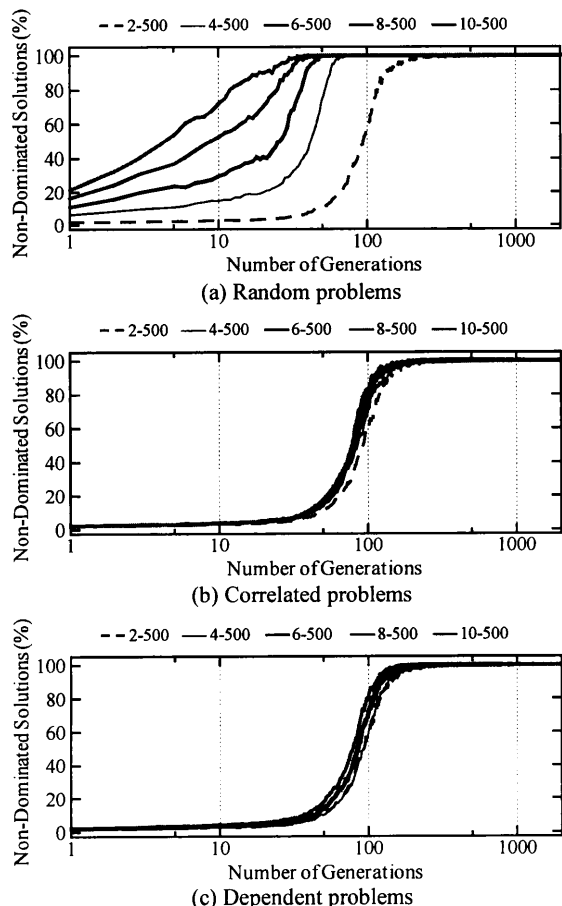 2-500 4-500 6-500 8-500 10-500
Non-Dominated Solutions (%)
100
80
60
40
20
0
1 10 100 1000
Number of Generations
(a) Random problems
2-500 4-500 6-500 8-500 10-500
Non-Dominated Solutions (%)
100
80
60
40
20
0
1 10 100 1000
Number of Generations
(b) Correlated problems
2-500 4-500 6-500 8-500 10-500
Non-Dominated Solutions (%)
100
80
60
40
20
0
1 10 100 1000
Number of Generations
(c) Dependent problems